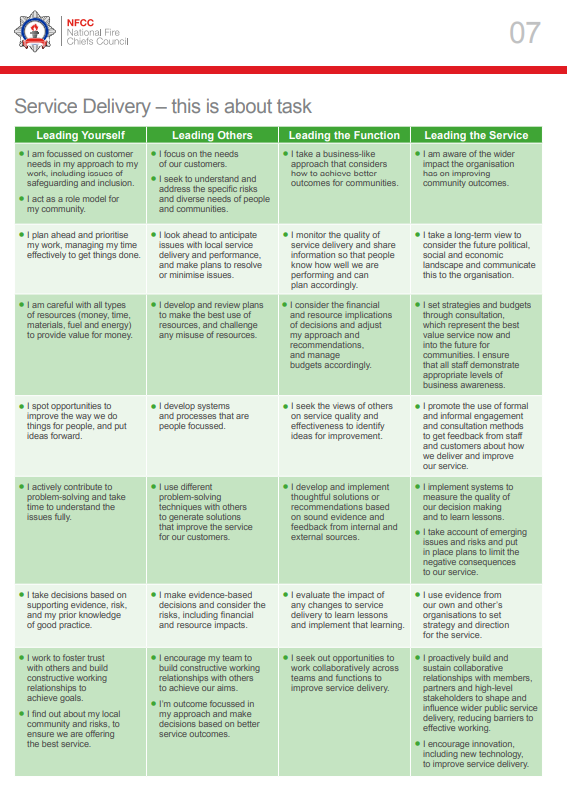 NFCC
National Fire
Chiefs Council
07
Service Delivery – this is about task
Leading Yourself
Leading Others
Leading the Function
Leading the Service
• I am focussed on customer
needs in my approach to my
work, including issues of
safeguarding and inclusion.
• I act as a role model for
my community.
• I focus on the needs
of our customers.
• I seek to understand and
address the specific risks
and diverse needs of people
and communities.
• I take a business-like
approach that considers
how to achieve better
outcomes for communities.
• I am aware of the wider
impact the organisation
has on improving
community outcomes.
• I plan ahead and prioritise
my work, managing my time
effectively to get things done.
• I look ahead to anticipate
issues with local service
delivery and performance,
and make plans to resolve
or minimise issues.
• I monitor the quality of
service delivery and share
information so that people
know how well we are
performing and can
plan accordingly.
• I take a long-term view to
consider the future political,
social and economic
landscape and communicate
this to the organisation.
• I am careful with all types
of resources (money, time,
materials, fuel and energy)
to provide value for money.
• I develop and review plans
to make the best use of
resources, and challenge
any misuse of resources.
• I consider the financial
and resource implications
of decisions and adjust
my approach and
recommendations,
and manage
budgets accordingly.
• I set strategies and budgets
through consultation,
which represent the best
value service now and
into the future for
communities. I ensure
that all staff demonstrate
appropriate levels of
business awareness.
• I spot opportunities to
improve the way we do
things for people, and put
ideas forward.
• I develop systems
and processes that are
people focussed.
• I seek the views of others
on service quality and
effectiveness to identify
ideas for improvement.
• I promote the use of formal
and informal engagement
and consultation methods
to get feedback from staff
and customers about how
we deliver and improve
our service.
• I actively contribute to
problem-solving and take
time to understand the
issues fully.
• I use different
problem-solving
techniques with others
to generate solutions
that improve the service
for our customers.
• I develop and implement
thoughtful solutions or
recommendations based
on sound evidence and
feedback from internal and
external sources.
• I implement systems to
measure the quality of
our decision making
and to learn lessons.
• I take account of emerging
issues and risks and put
in place plans to limit the
negative consequences
to our service.
• I take decisions based on
supporting evidence, risk,
and my prior knowledge
of good practice.
• I make evidence-based
decisions and consider the
risks, including financial
and resource impacts.
• I evaluate the impact of
any changes to service
delivery to learn lessons
and implement that learning.
• I use evidence from
our own and other's
organisations to set
strategy and direction
for the service.
• I work to foster trust
with others and build
constructive working
relationships to
achieve goals.
• I find out about my local
community and risks, to
ensure we are offering
the best service.
• I encourage my team to
build constructive working
relationships with others
to achieve our aims.
• I'm outcome focussed in
my approach and make
decisions based on better
service outcomes.
• I seek out opportunities to
work collaboratively across
teams and functions to
improve service delivery.
• I proactively build and
sustain collaborative
relationships with members,
partners and high-level
stakeholders to shape and
influence wider public service
delivery, reducing barriers to
effective working.
• I encourage innovation,
including new technology,
to improve service delivery.